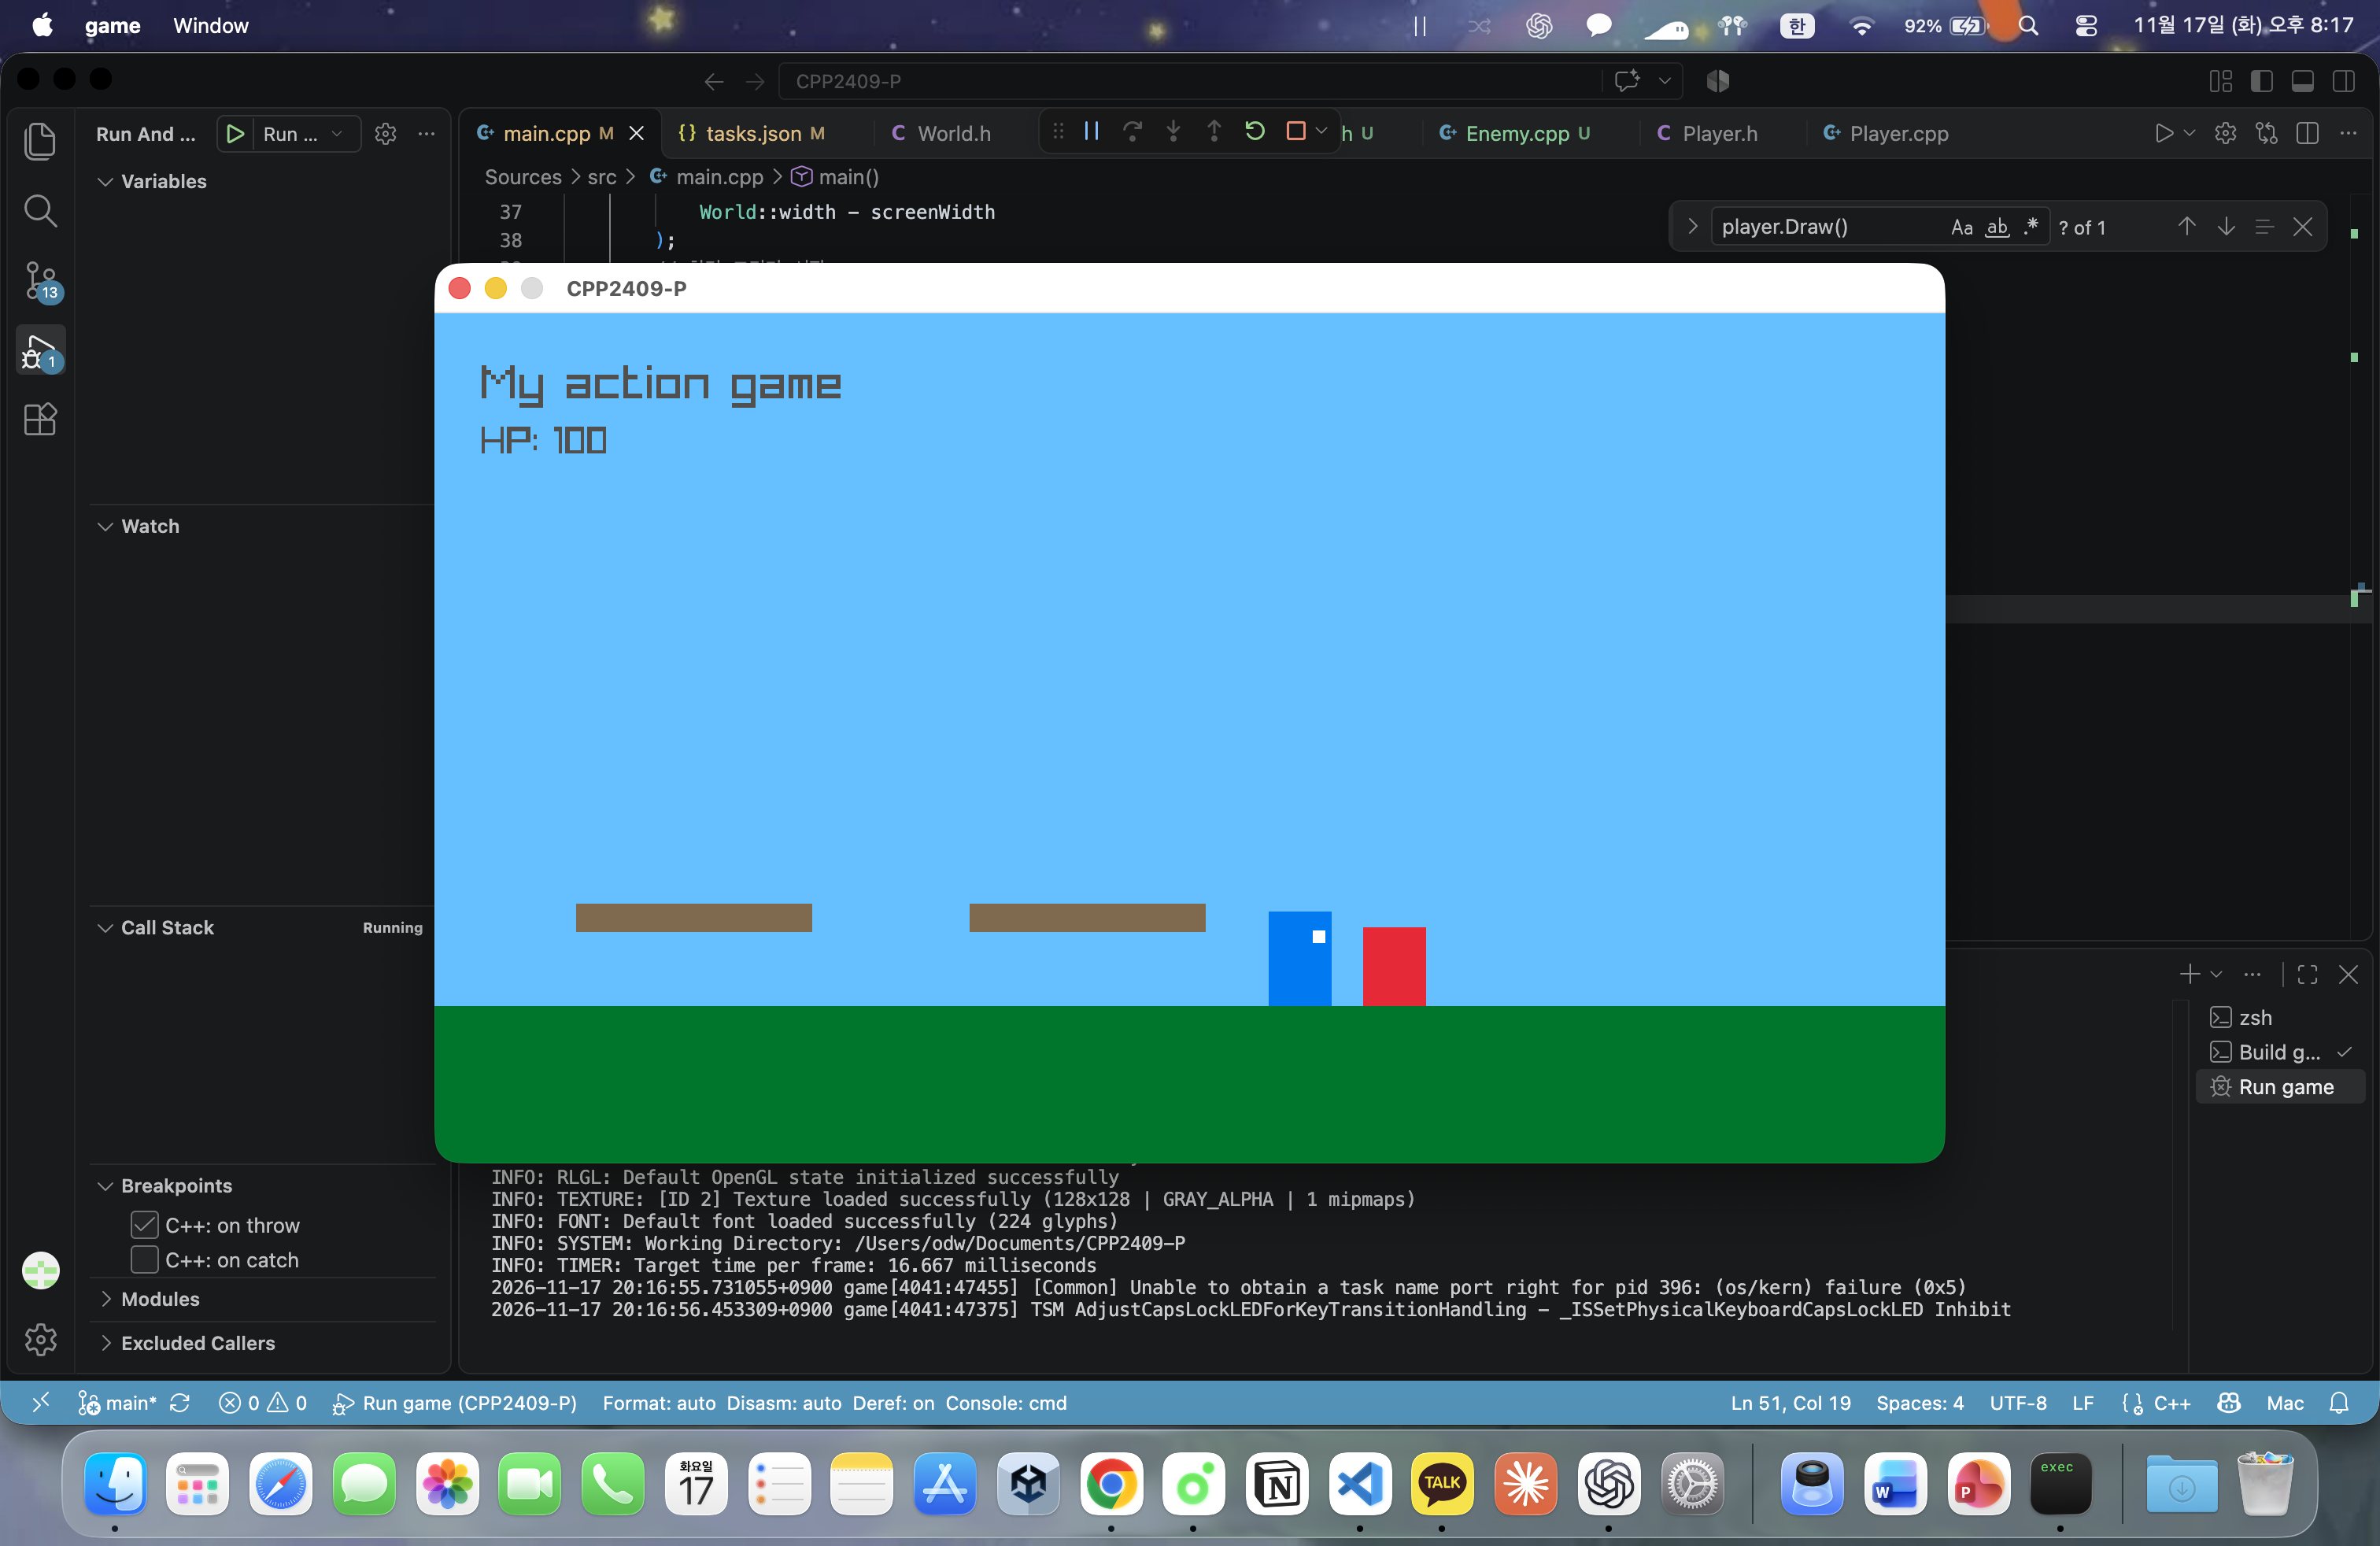 game Window 한 92% 11월 17일 (화) 오후 8:17
CPP2409-P
Run And ... Run ...
main.cpp M tasks.json M World.h h U Enemy.cpp U Player.h Player.cpp
Variables
Sources > src > main.cpp > main()
37 World::width - screenWidth
38 );
player.Draw() Aa ab .* ? of 1
13
1
CPP2409-P
My action game
HP: 100
Watch
Call Stack Running
zsh
Build g...
Run game
Breakpoints
C++: on throw
C++: on catch
Modules
Excluded Callers
INFO: RLGL: Default OpenGL state initialized successfully
INFO: TEXTURE: [ID 2] Texture loaded successfully (128x128 | GRAY_ALPHA | 1 mipmaps)
INFO: FONT: Default font loaded successfully (224 glyphs)
INFO: SYSTEM: Working Directory: /Users/odw/Documents/CPP2409-P
INFO: TIMER: Target time per frame: 16.667 milliseconds
2026-11-17 20:16:55.731055+0900 game[4041:47455] [Common] Unable to obtain a task name port right for pid 396: (os/kern) failure (0x5)
2026-11-17 20:16:56.453309+0900 game[4041:47375] TSM AdjustCapsLockLEDForKeyTransitionHandling - _ISSetPhysicalKeyboardCapsLockLED Inhibit
main* 0 0 Run game (CPP2409-P) Format: auto Disasm: auto Deref: on Console: cmd Ln 51, Col 19 Spaces: 4 UTF-8 LF C++ Mac
화요일
17
TALK
W
P
exec